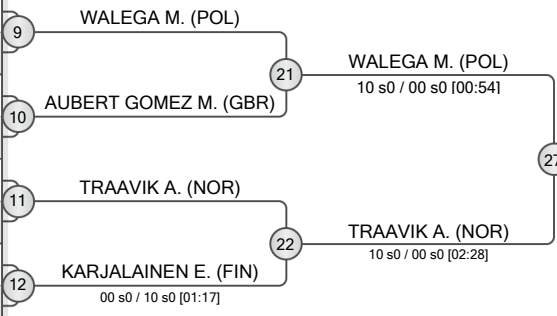 9
WALEGA M. (POL)
21
WALEGA M. (POL)
10 s0 / 00 s0 [00:54]
10
AUBERT GOMEZ M. (GBR)
27
11
TRAAVIK A. (NOR)
22
TRAAVIK A. (NOR)
10 s0 / 00 s0 [02:28]
12
KARJALAINEN E. (FIN)
00 s0 / 10 s0 [01:17]